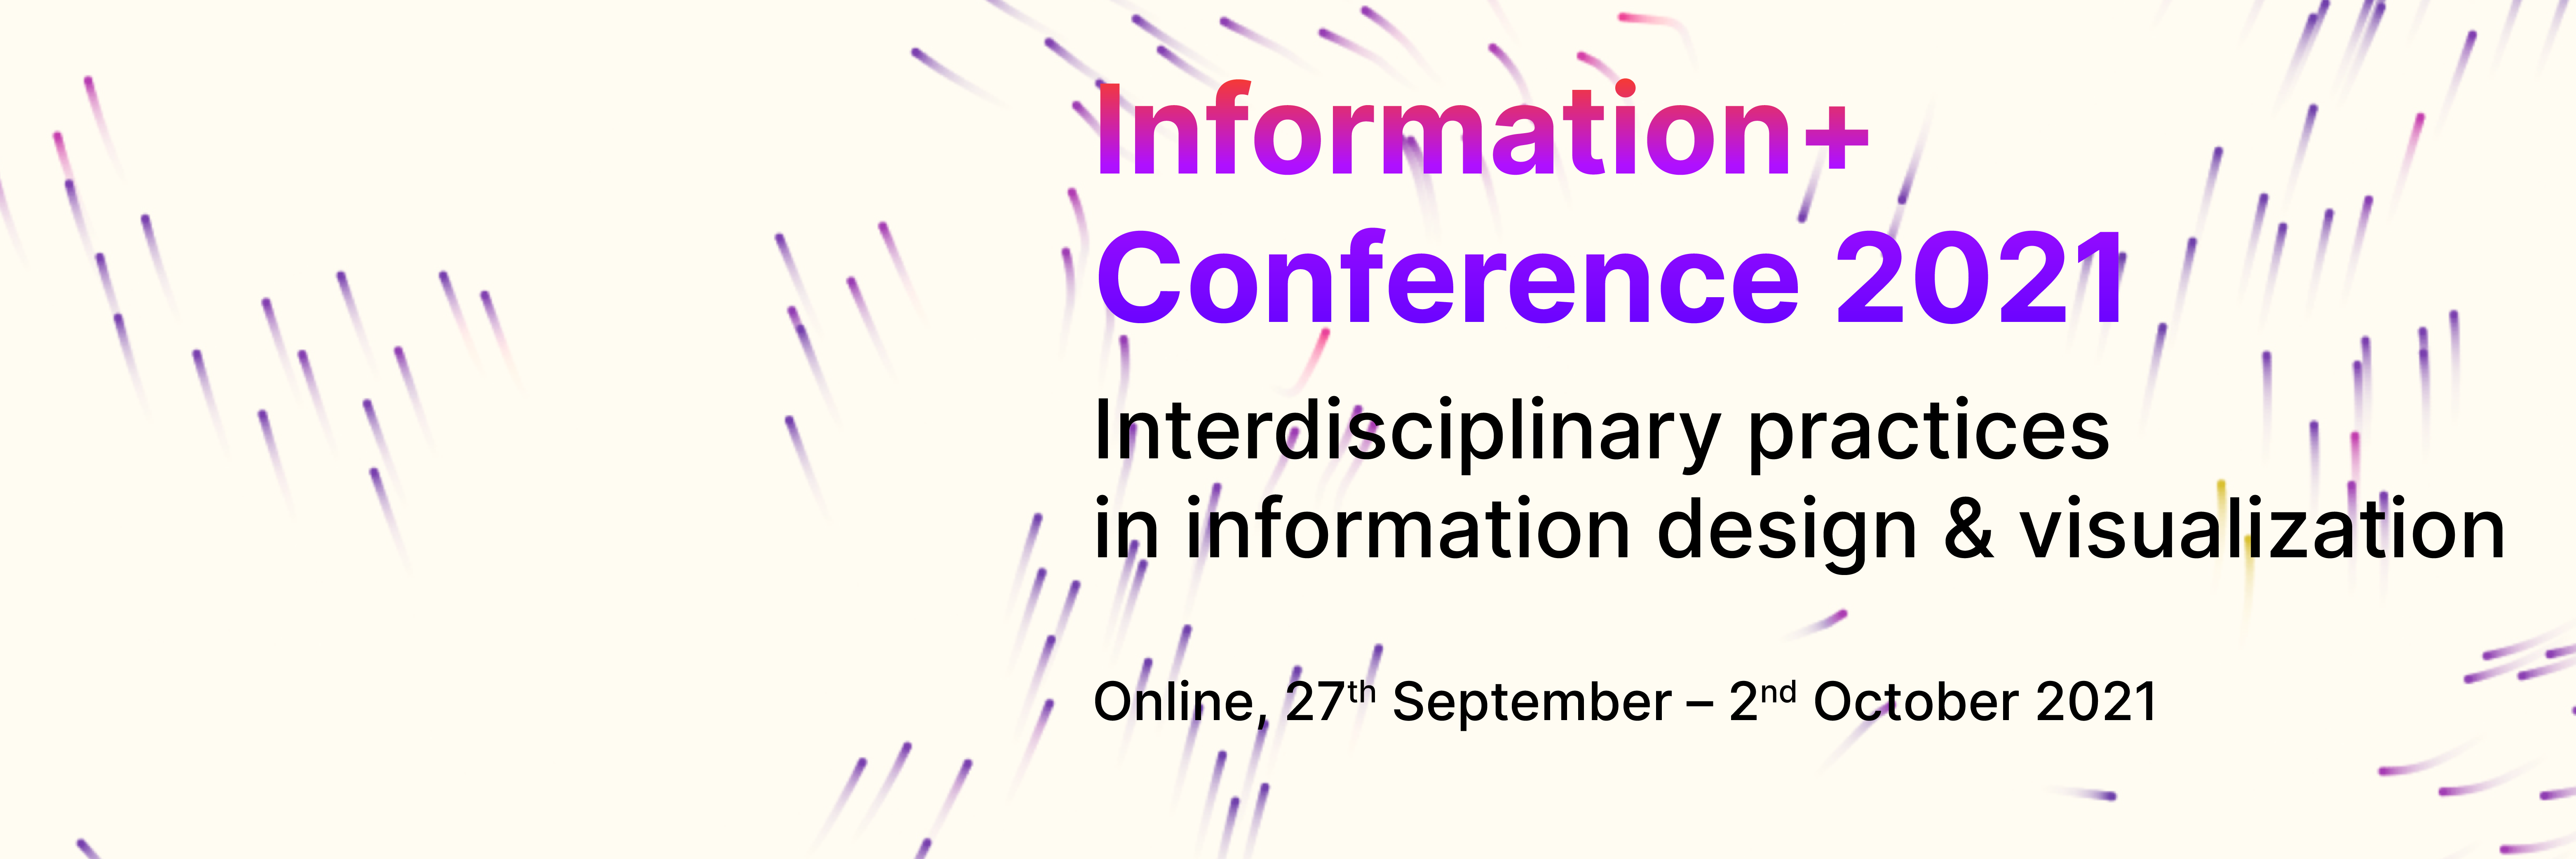 Information+
Conference 2021
Interdisciplinary practices
in information design & visualization
Online, 27th September – 2nd October 2021